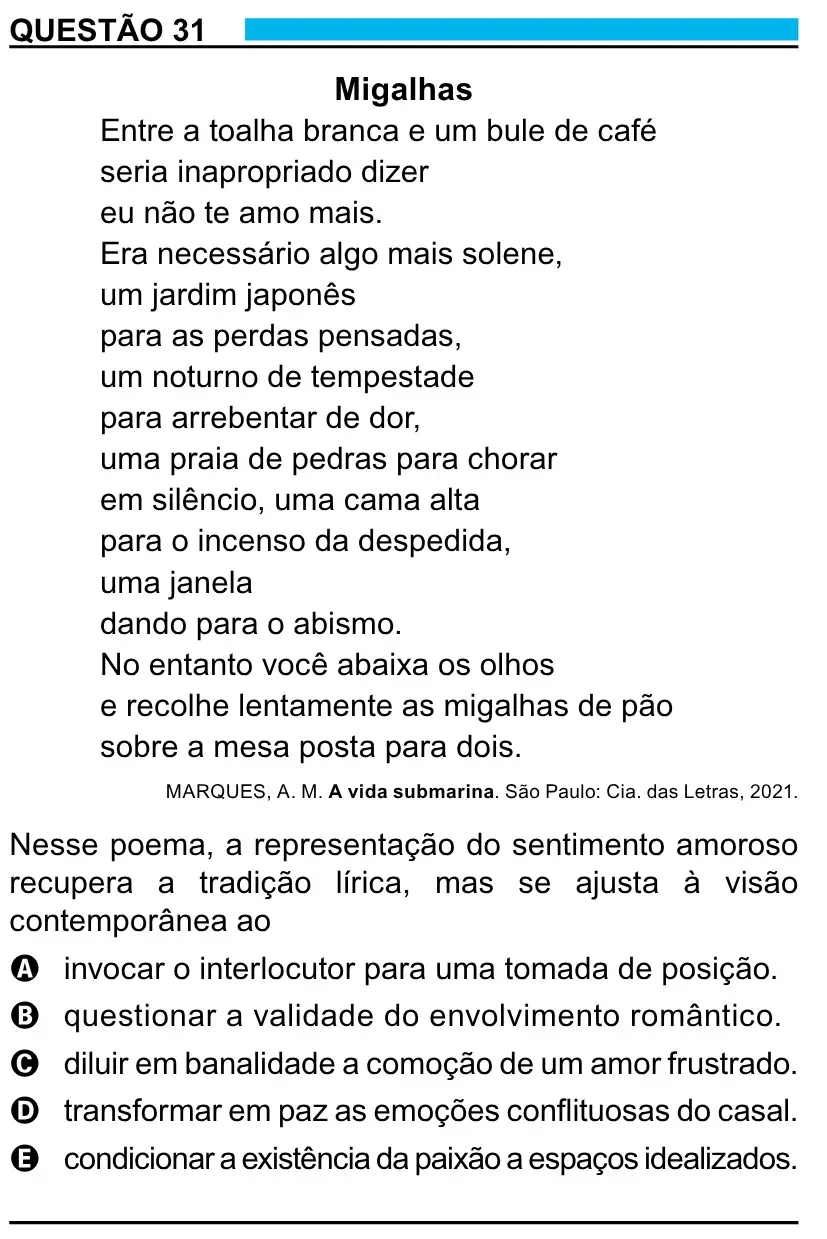 QUESTÃO 31
Migalhas
Entre a toalha branca e um bule de café
seria inapropriado dizer
eu não te amo mais.
Era necessário algo mais solene,
um jardim japonês
para as perdas pensadas,
um noturno de tempestade
para arrebentar de dor,
uma praia de pedras para chorar
em silêncio, uma cama alta
para o incenso da despedida,
uma janela
dando para o abismo.
No entanto você abaixa os olhos
e recolhe lentamente as migalhas de pão
sobre a mesa posta para dois.
MARQUES, A. M. A vida submarina. São Paulo: Cia. das Letras, 2021.
Nesse poema, a representação do sentimento amoroso
recupera a tradição lírica, mas se ajusta à visão
contemporânea ao
A invocar o interlocutor para uma tomada de posição.
B questionar a validade do envolvimento romântico.
C diluir em banalidade a comoção de um amor frustrado.
D transformar em paz as emoções conflituosas do casal.
E condicionar a existência da paixão a espaços idealizados.